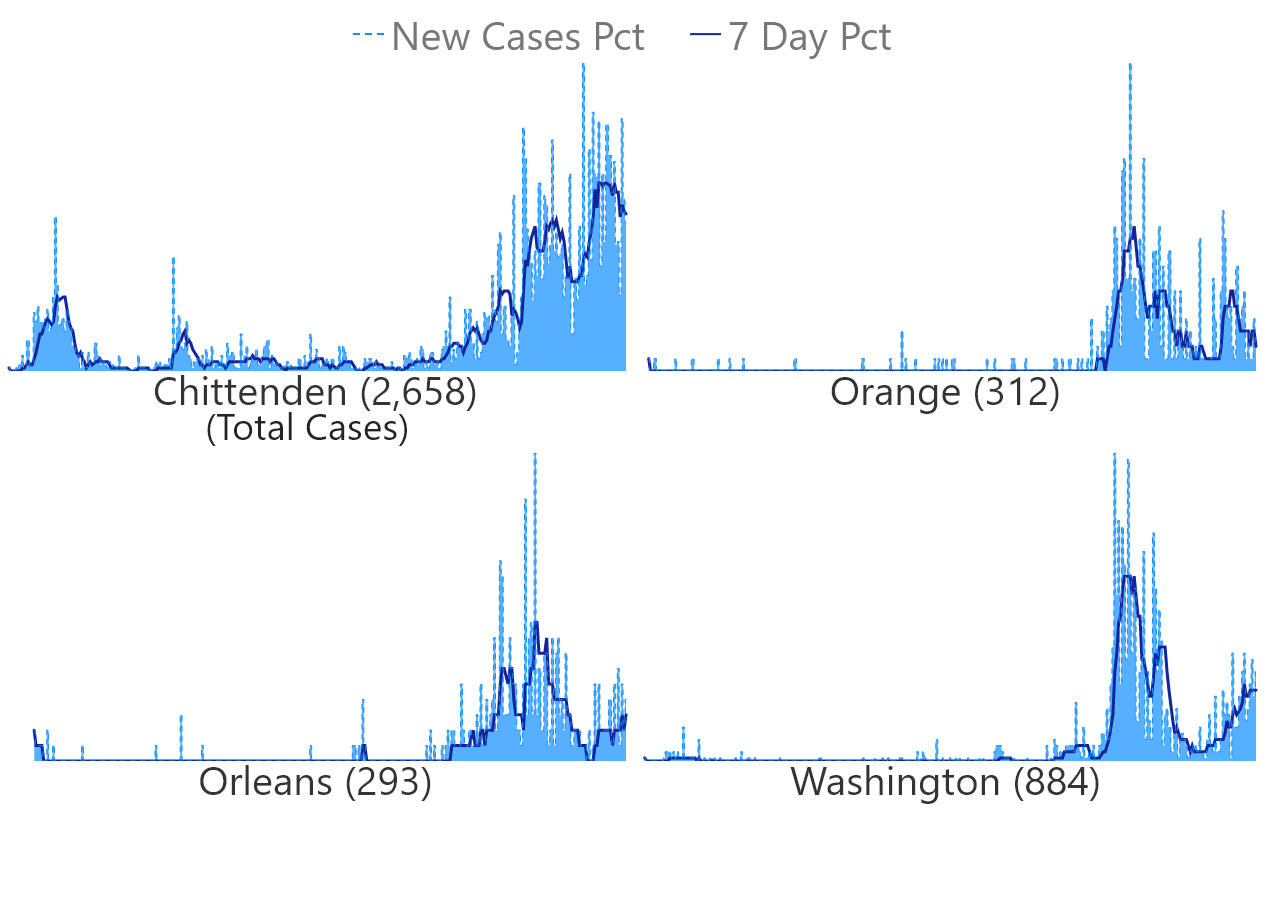 New Cases Pct 7 Day Pct
Chittenden (2,658)
(Total Cases)
Orange (312)
Orleans (293)
Washington (884)